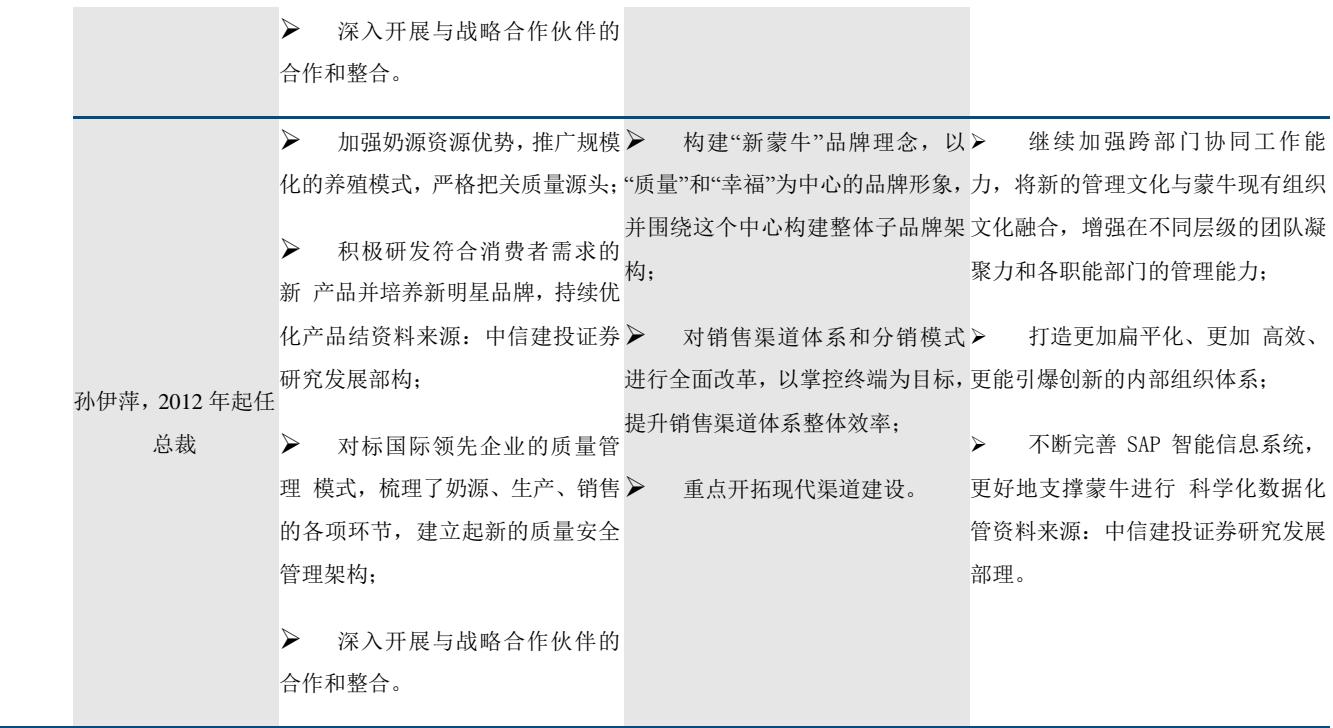 ➢ 深入开展与战略合作伙伴的
合作和整合。
孙伊萍，2012 年起任
总裁
➢ 加强奶源资源优势，推广规模
化的养殖模式，严格把关质量源头；
➢ 积极研发符合消费者需求的
新 产品并培养新明星品牌，持续优
化产品结资料来源：中信建投证券
研究发展部构；
➢ 对标国际领先企业的质量管
理 模式，梳理了奶源、生产、销售
的各项环节，建立起新的质量安全
管理架构；
➢ 深入开展与战略合作伙伴的
合作和整合。
➢ 构建“新蒙牛”品牌理念，以
“质量”和“幸福”为中心的品牌形象，
并围绕这个中心构建整体子品牌架
构；
➢ 对销售渠道体系和分销模式
进行全面改革，以掌控终端为目标，
提升销售渠道体系整体效率；
➢ 重点开拓现代渠道建设。
➢ 继续加强跨部门协同工作能
力，将新的管理文化与蒙牛现有组织
文化融合，增强在不同层级的团队凝
聚力和各职能部门的管理能力；
➢ 打造更加扁平化、更加 高效、
更能引爆创新的内部组织体系；
➢ 不断完善 SAP 智能信息系统，
更好地支撑蒙牛进行 科学化数据化
管资料来源：中信建投证券研究发展
部理。